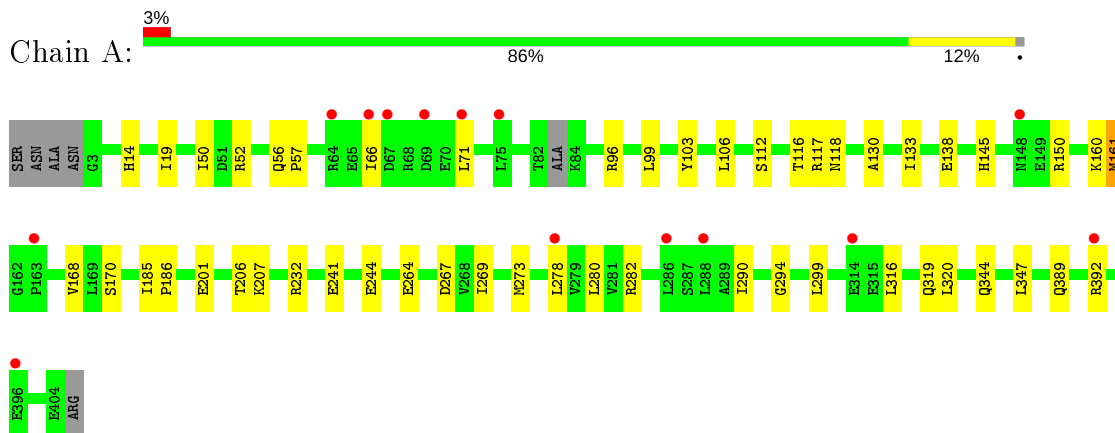 3%
Chain A:
86% 12% •
SER ASN ALA ASN G3 H14 I19 I50 D51 R52 Q56 P57 R64 E65 I66 D67 R68 D69 E70 L71 L75 T82 ALA K84 R96 L99 Y103 L106 S112 T116 R117 N118 A130 I133 E138 H145 N148 E149 R150 K160 M161
G162 P163 V168 L169 S170 I185 P186 E201 T206 K207 R232 E241 E244 E264 D267 V268 I269 M273 L278 V279 L280 V281 R282 L286 S287 L288 A289 I290 G294 L299 E314 E315 L316 Q319 L320 Q344 L347 Q389 R392
E396 E404 ARG